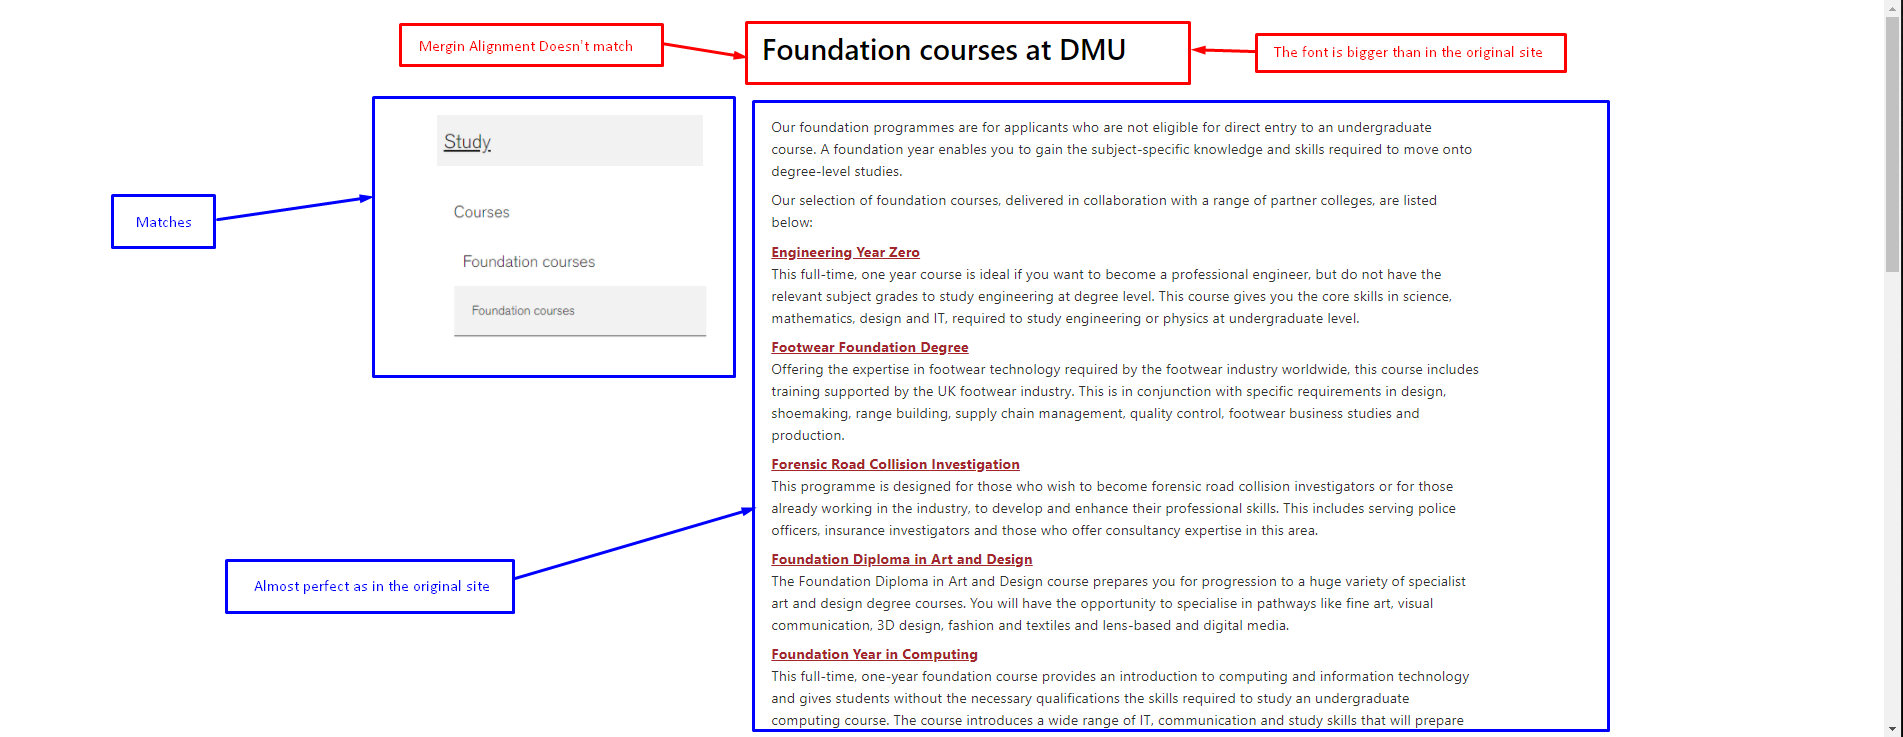 Mergin Alignment Doesn't match
Foundation courses at DMU
The font is bigger than in the original site
Study
Courses
Foundation courses
Foundation courses
Matches
Almost perfect as in the original site
Our foundation programmes are for applicants who are not eligible for direct entry to an undergraduate
course. A foundation year enables you to gain the subject-specific knowledge and skills required to move onto
degree-level studies.
Our selection of foundation courses, delivered in collaboration with a range of partner colleges, are listed
below:
Engineering Year Zero
This full-time, one year course is ideal if you want to become a professional engineer, but do not have the
relevant subject grades to study engineering at degree level. This course gives you the core skills in science,
mathematics, design and IT, required to study engineering or physics at undergraduate level.
Footwear Foundation Degree
Offering the expertise in footwear technology required by the footwear industry worldwide, this course includes
training supported by the UK footwear industry. This is in conjunction with specific requirements in design,
shoemaking, range building, supply chain management, quality control, footwear business studies and
production.
Forensic Road Collision Investigation
This programme is designed for those who wish to become forensic road collision investigators or for those
already working in the industry, to develop and enhance their professional skills. This includes serving police
officers, insurance investigators and those who offer consultancy expertise in this area.
Foundation Diploma in Art and Design
The Foundation Diploma in Art and Design course prepares you for progression to a huge variety of specialist
art and design degree courses. You will have the opportunity to specialise in pathways like fine art, visual
communication, 3D design, fashion and textiles and lens-based and digital media.
Foundation Year in Computing
This full-time, one-year foundation course provides an introduction to computing and information technology
and gives students without the necessary qualifications the skills required to study an undergraduate
computing course. The course introduces a wide range of IT, communication and study skills that will prepare